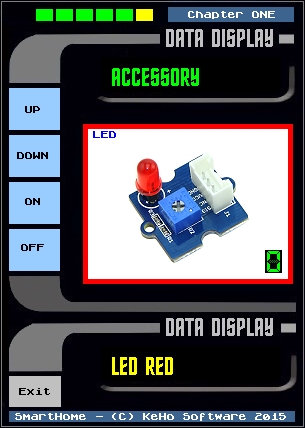 Chapter ONE
DATA DISPLAY
ACCESSORY
UP
DOWN
ON
OFF
LED
0
DATA DISPLAY
LED RED
Exit
SmartHome - (C) KeHo Software 2015